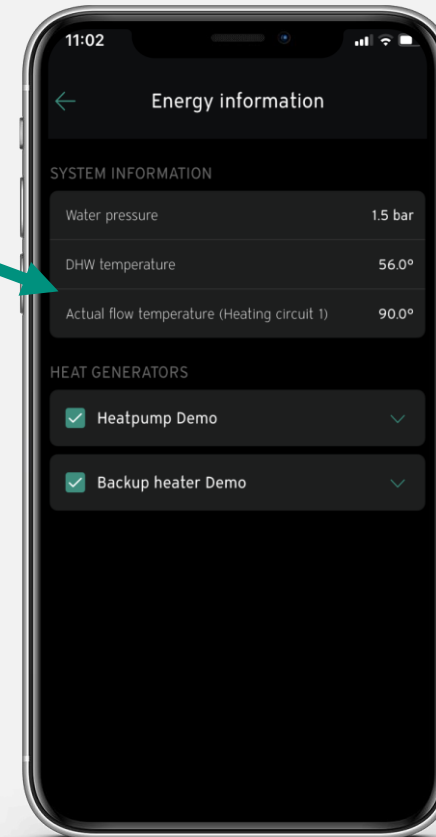 11:02
Energy information
SYSTEM INFORMATION
Water pressure 1.5 bar
DHW temperature 56.0°
Actual flow temperature (Heating circuit 1) 90.0°
HEAT GENERATORS
Heatpump Demo
Backup heater Demo